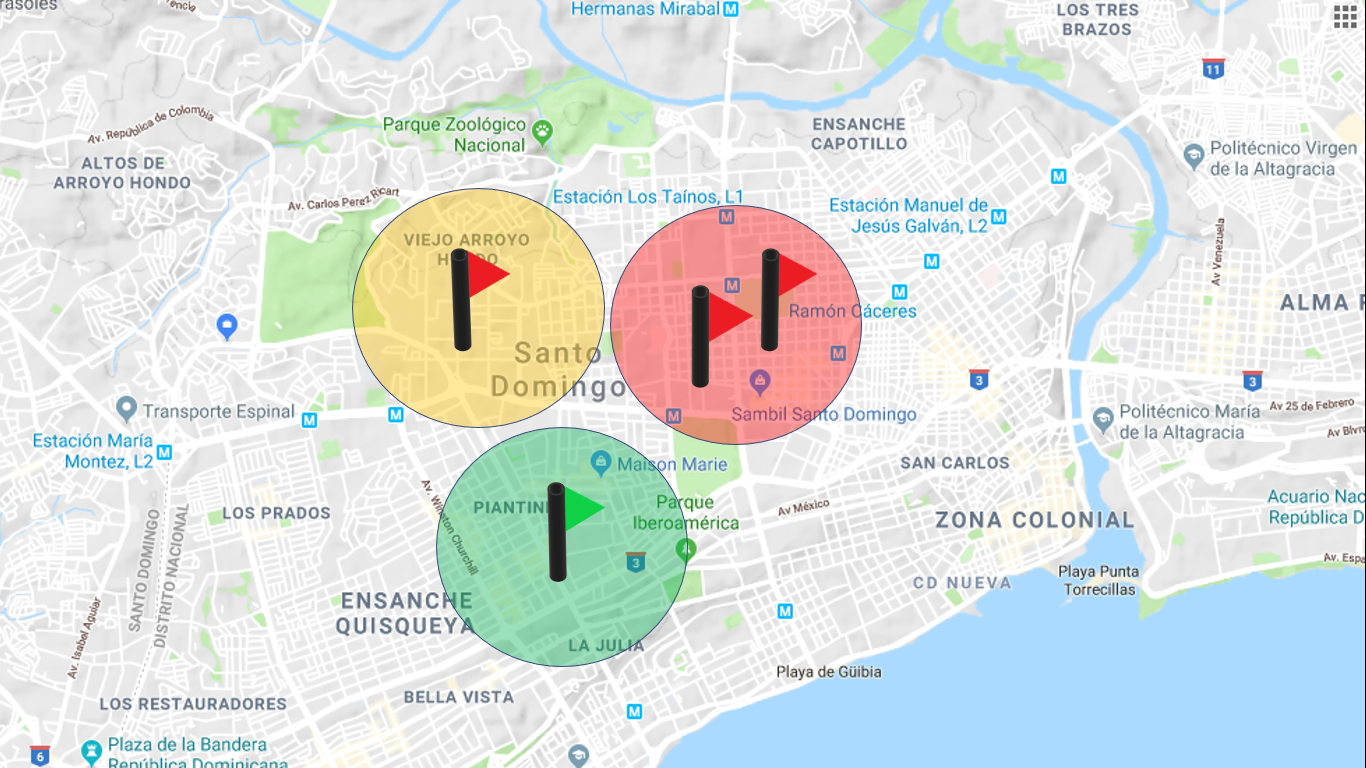 rasoles
Hermanas Mirabal M
LOS TRES
BRAZOS
11
Av. República de Colombia
Parque Zoológico
Nacional
ENSANCHE
CAPOTILLO
ALTOS DE
ARROYO HONDO
Politécnico Virgen
de la Altagracia
M
Av. Carlos Perez Ricart
Estación Los Taínos, L1
M
Estación Manuel de
Jesús Galván, L2 M
VIEJO ARROYO
Av Venezuela
M
M
M
Ramón Cáceres
ALMA
Santo
Domingo
M
3
3
Transporte Espinal
M
M
M
Sambil Santo Domingo
Politécnico María
de la Altagracia
Av 25 de Febrero
Estación María
Montez, L2 M
Maison Marie
SAN CARLOS
Av. Winston Churchill
PIANTINI
Parque
Iberoamérica
Av México
ZONA COLONIAL
Acuario Nac
República D
LOS PRADOS
SANTO DOMINGO
DISTRITO NACIONAL
3
Av. Espa
CD NUEVA
Playa Punta
Torrecillas
ENSANCHE
QUISQUEYA
M
Av. Isabel Aguiar
LA JULIA
Playa de Güibia
LOS RESTAURADORES
BELLA VISTA
M
6
Plaza de la Bandera
República Dominicana